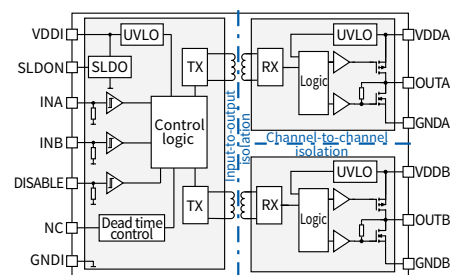 VDDI
SLDON
INA
INB
DISABLE
NC
GNDI
UVLO
SLDO
Control
logic
Dead time
control
TX
TX
Input-to-output
isolation
RX
UVLO
Logic
VDDA
OUTA
GNDA
Channel-to-channel
isolation
RX
UVLO
Logic
VDDB
OUTB
GNDB